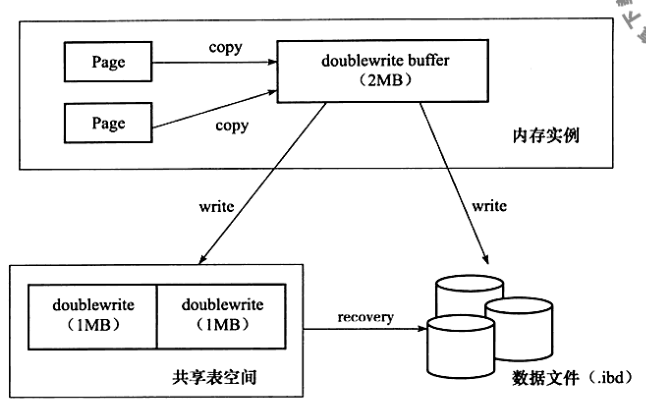 copy
Page
doublewrite buffer
（2MB）
Page
copy
内存实例
write
write
doublewrite
（1MB）
doublewrite
（1MB）
recovery
共享表空间
数据文件（.ibd）